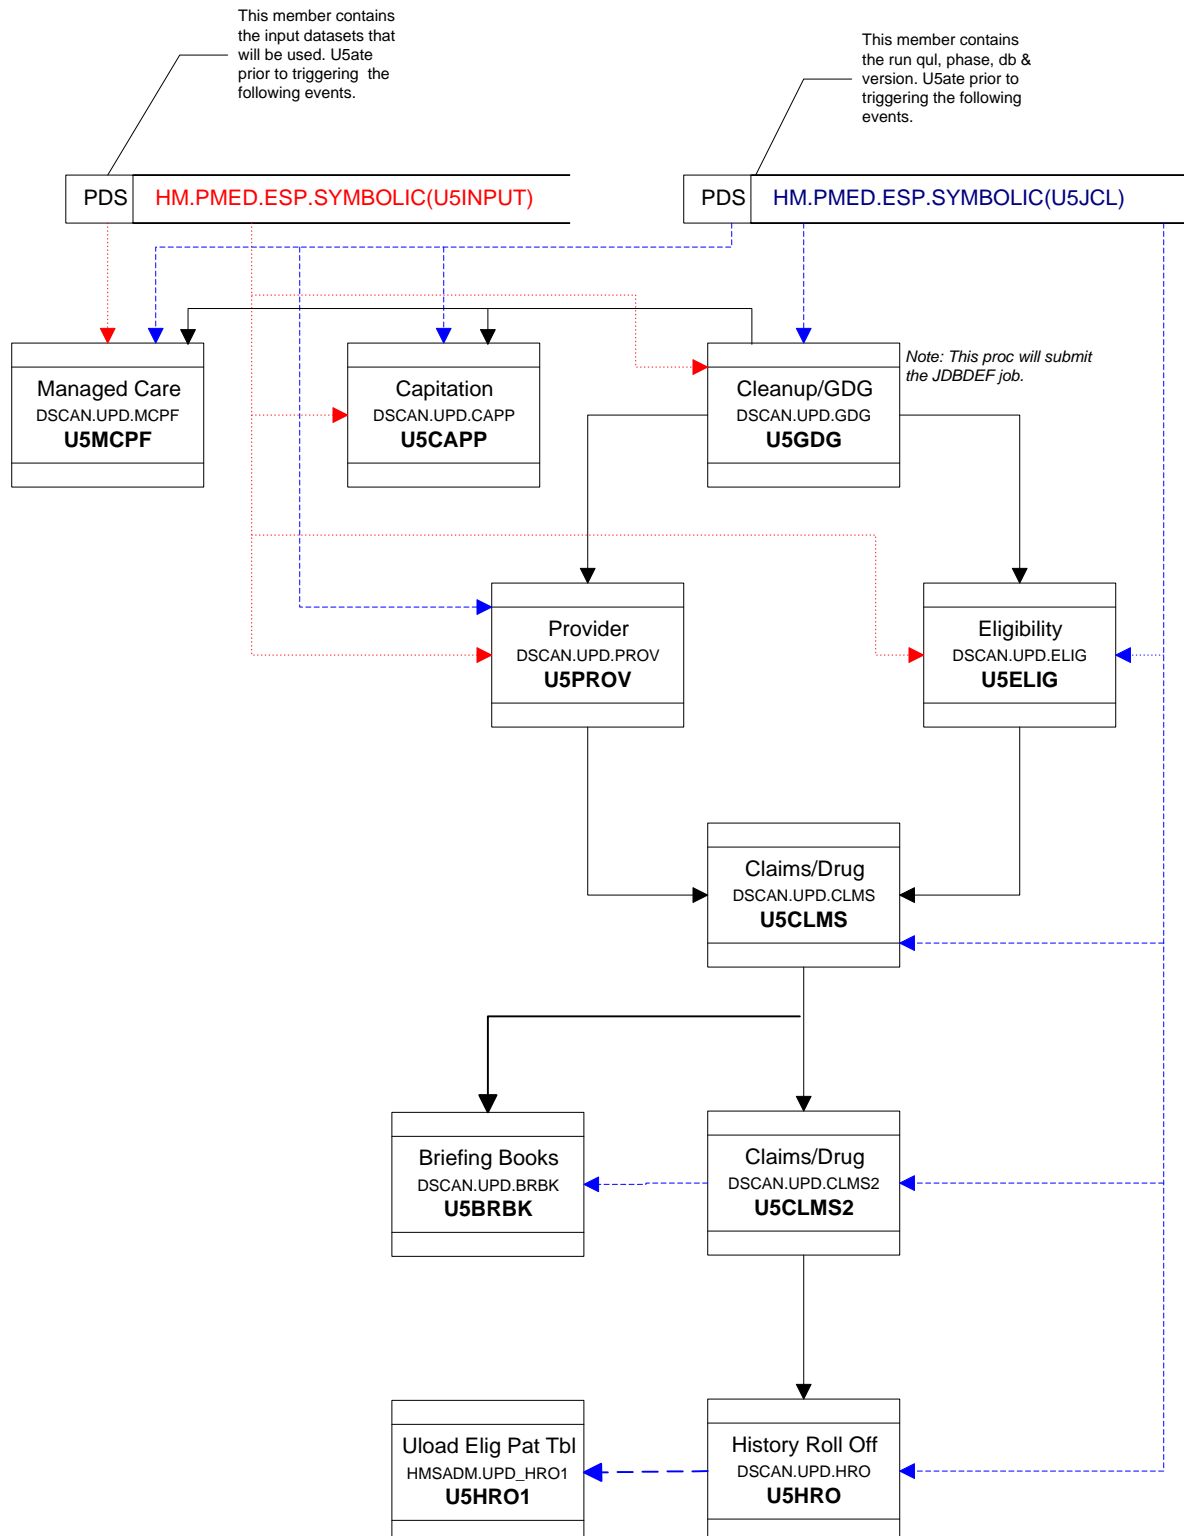 This member contains
the input datasets that
will be used. U5ate
prior to triggering the
following events.
This member contains
the run qul, phase, db &
version. U5ate prior to
triggering the following
events.
PDS HM.PMED.ESP.SYMBOLIC(U5INPUT)
PDS HM.PMED.ESP.SYMBOLIC(U5JCL)
Managed Care
DSCAN.UPD.MCPF
U5MCPF
Capitation
DSCAN.UPD.CAPP
U5CAPP
Cleanup/GDG
DSCAN.UPD.GDG
U5GDG
Note: This proc will submit
the JDBDEF job.
Provider
DSCAN.UPD.PROV
U5PROV
Eligibility
DSCAN.UPD.ELIG
U5ELIG
Claims/Drug
DSCAN.UPD.CLMS
U5CLMS
Briefing Books
DSCAN.UPD.BRBK
U5BRBK
Claims/Drug
DSCAN.UPD.CLMS2
U5CLMS2
Uload Elig Pat Tbl
HMSADM.UPD_HRO1
U5HRO1
History Roll Off
DSCAN.UPD.HRO
U5HRO